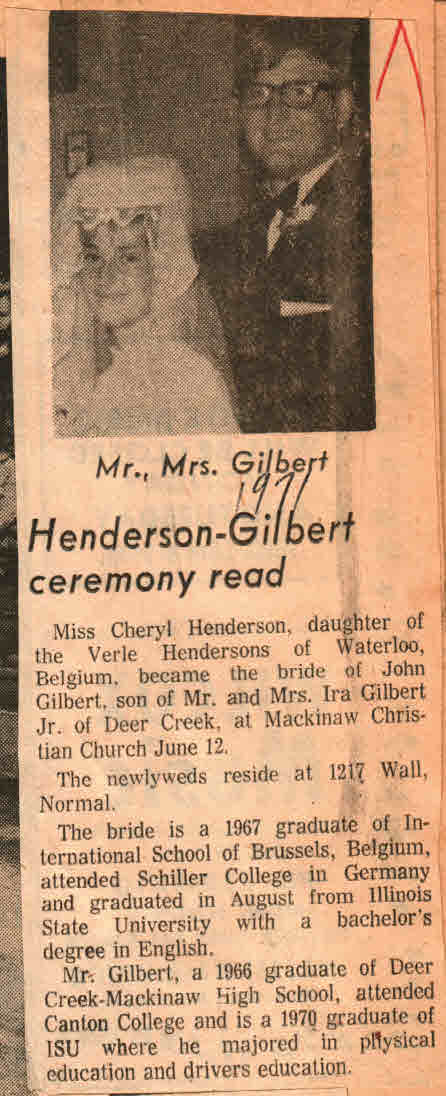 Mr., Mrs. Gilbert
1971
Henderson-Gilbert
ceremony read
Miss Cheryl Henderson, daughter of
the Verle Hendersons of Waterloo,
Belgium, became the bride of John
Gilbert, son of Mr. and Mrs. Ira Gilbert
Jr. of Deer Creek, at Mackinaw Chris-
tian Church June 12.
The newlyweds reside at 1217 Wall,
Normal.
The bride is a 1967 graduate of In-
ternational School of Brussels, Belgium,
attended Schiller College in Germany
and graduated in August from Illinois
State University with a bachelor's
degree in English.
Mr. Gilbert, a 1966 graduate of Deer
Creek-Mackinaw High School, attended
Canton College and is a 1970 graduate of
ISU where he majored in physical
education and drivers education.